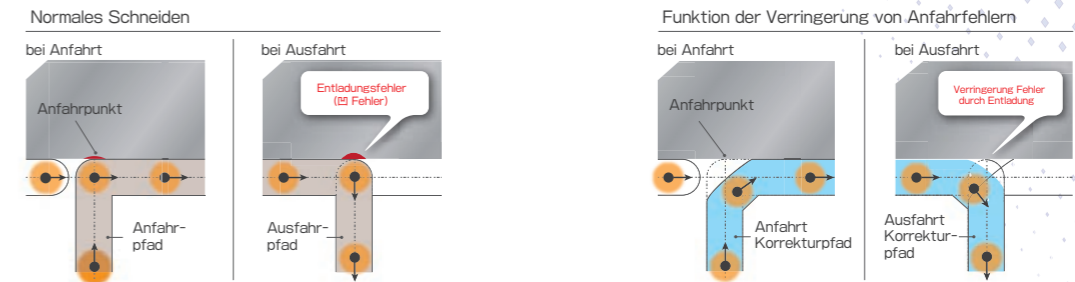 Normales Schneiden
bei Anfahrt
Anfahrpunkt
Anfahr-
pfad
bei Ausfahrt
Entladungsfehler
(凹 Fehler)
Ausfahr-
pfad
Funktion der Verringerung von Anfahrfehlern
bei Anfahrt
Anfahrpunkt
Anfahrt
Korrekturpfad
bei Ausfahrt
Verringerung Fehler
durch Entladung
Ausfahrt
Korrektur-
pfad